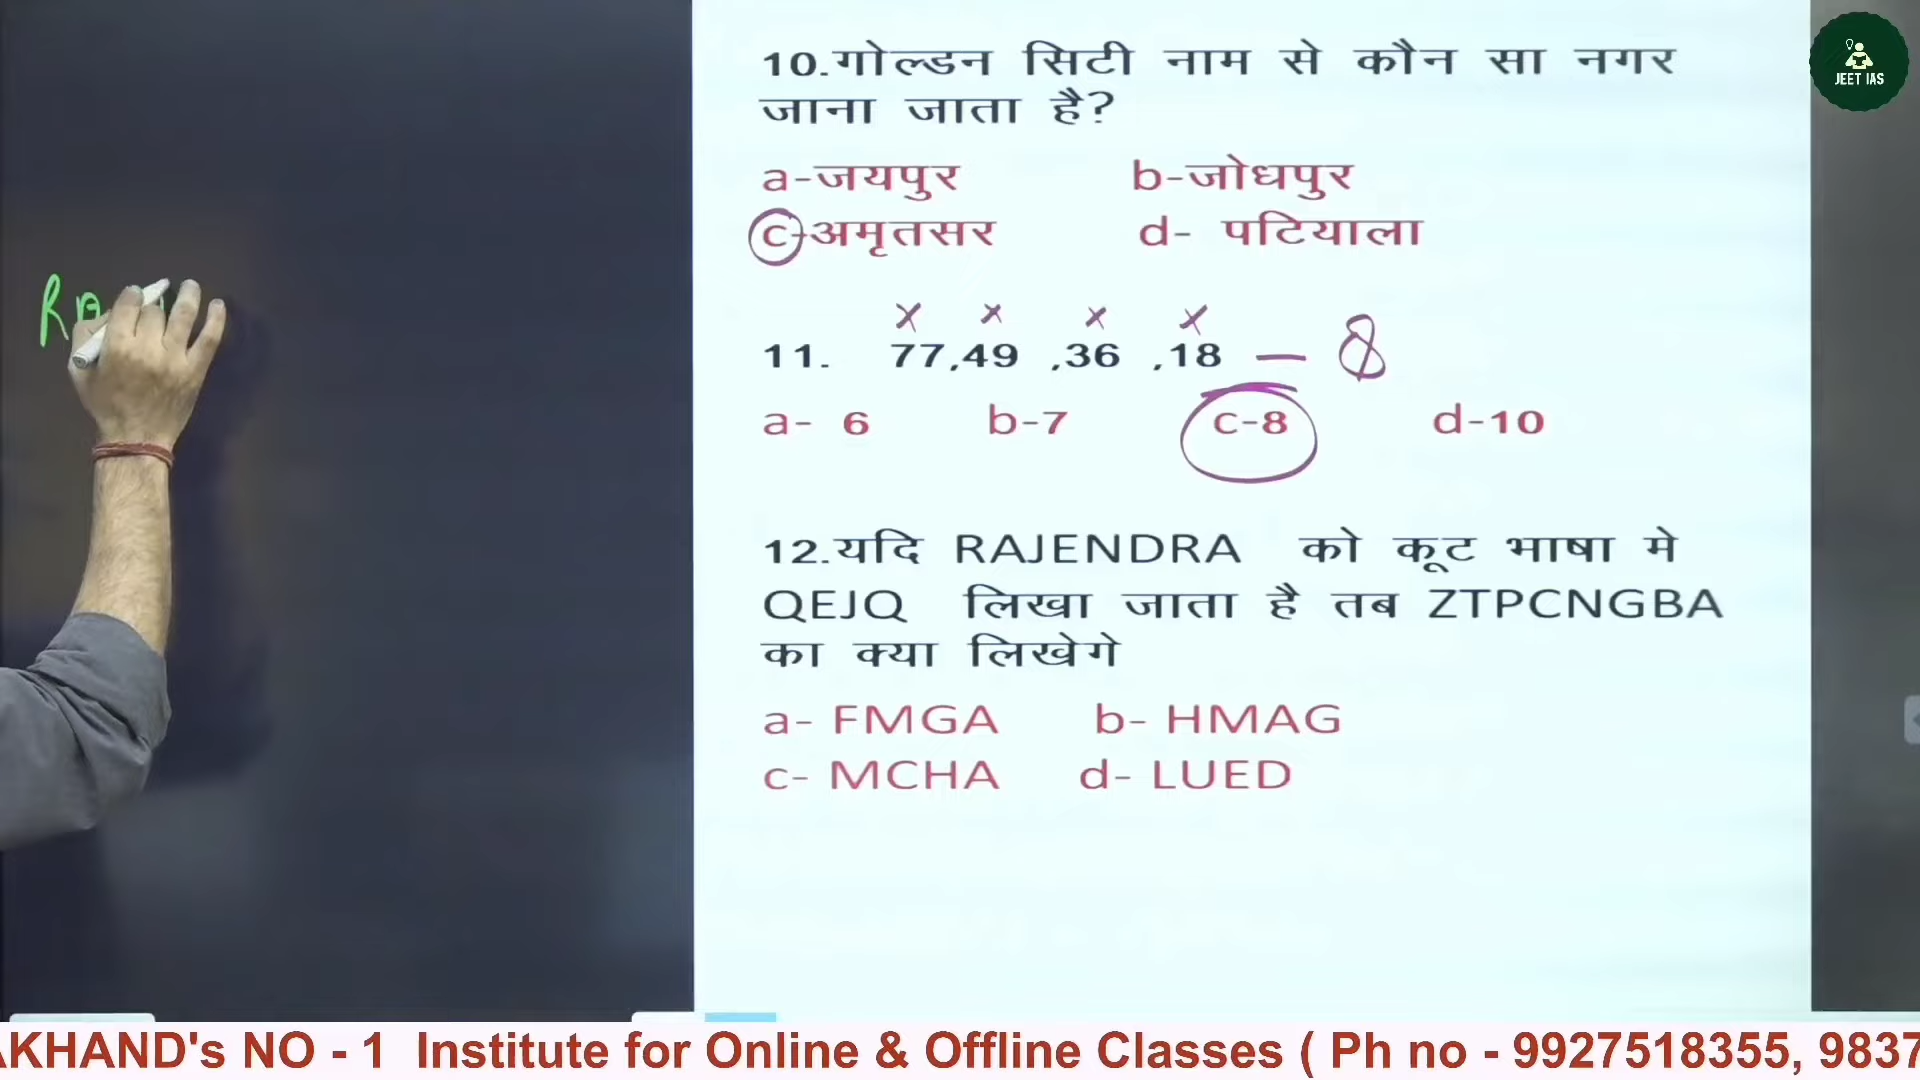 JEET IAS
10.गोल्डन सिटी नाम से कौन सा नगर
जाना जाता है?
a-जयपुर b-जोधपुर
c-अमृतसर d- पटियाला
x x x x
11. 77,49 ,36 ,18 — 8
a- 6 b-7 c-8 d-10
R
12.यदि RAJENDRA को कूट भाषा मे
QEJQ लिखा जाता है तब ZTPCNGBA
का क्या लिखेगे
a- FMGA b- HMAG
c- MCHA d- LUED
AKHAND's NO - 1 Institute for Online & Offline Classes ( Ph no - 9927518355, 9837